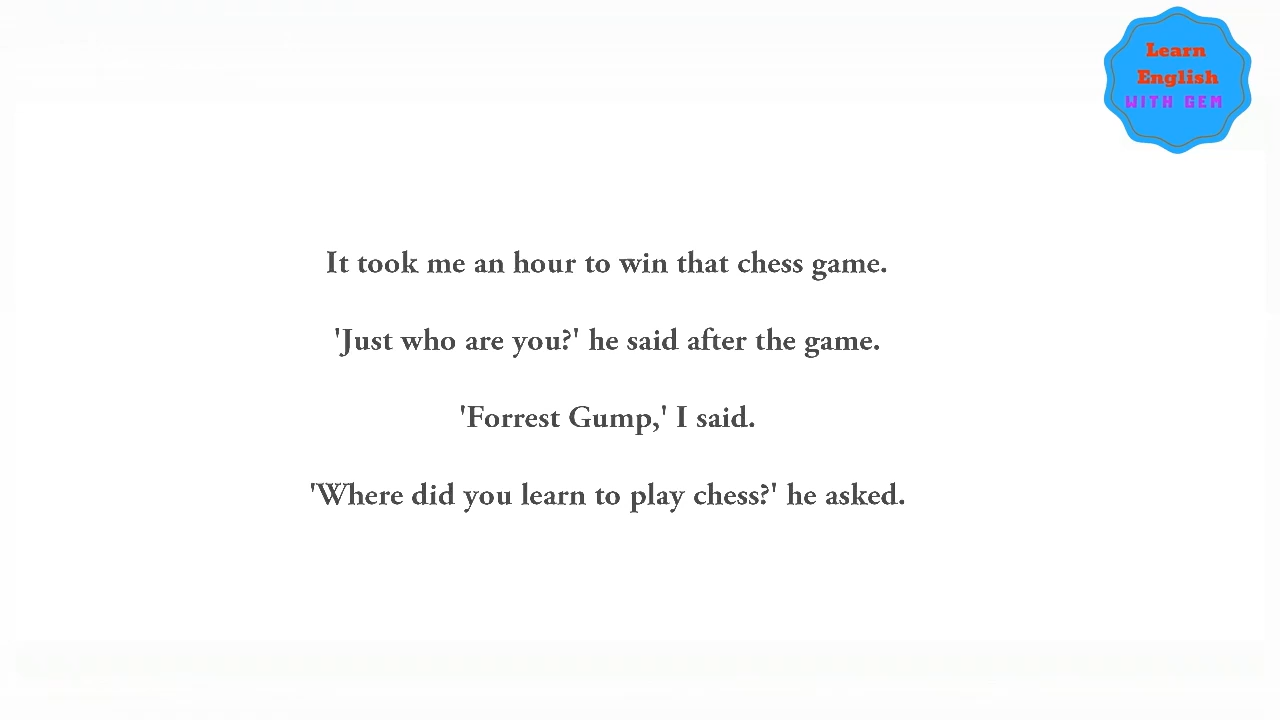 Learn
English
WITH GEM
It took me an hour to win that chess game.
'Just who are you?' he said after the game.
'Forrest Gump,' I said.
'Where did you learn to play chess?' he asked.